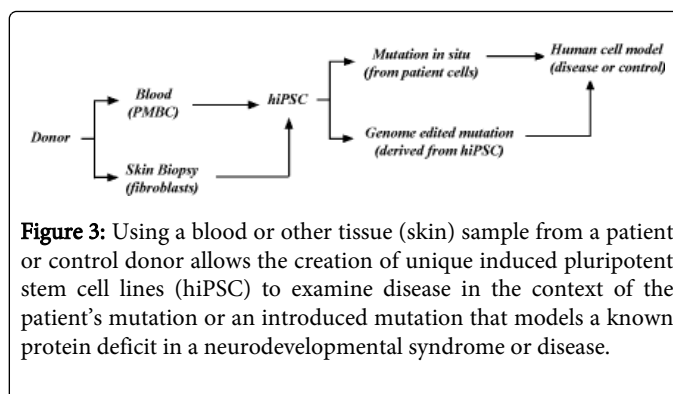 Mutation in situ
(from patient cells)
Human cell model
(disease or control)
Blood
(PMBC)
hiPSC
Donor
Genome edited mutation
(derived from hiPSC)
Skin Biopsy
(fibroblasts)
Figure 3: Using a blood or other tissue (skin) sample from a patient
or control donor allows the creation of unique induced pluripotent
stem cell lines (hiPSC) to examine disease in the context of the
patient's mutation or an introduced mutation that models a known
protein deficit in a neurodevelopmental syndrome or disease.